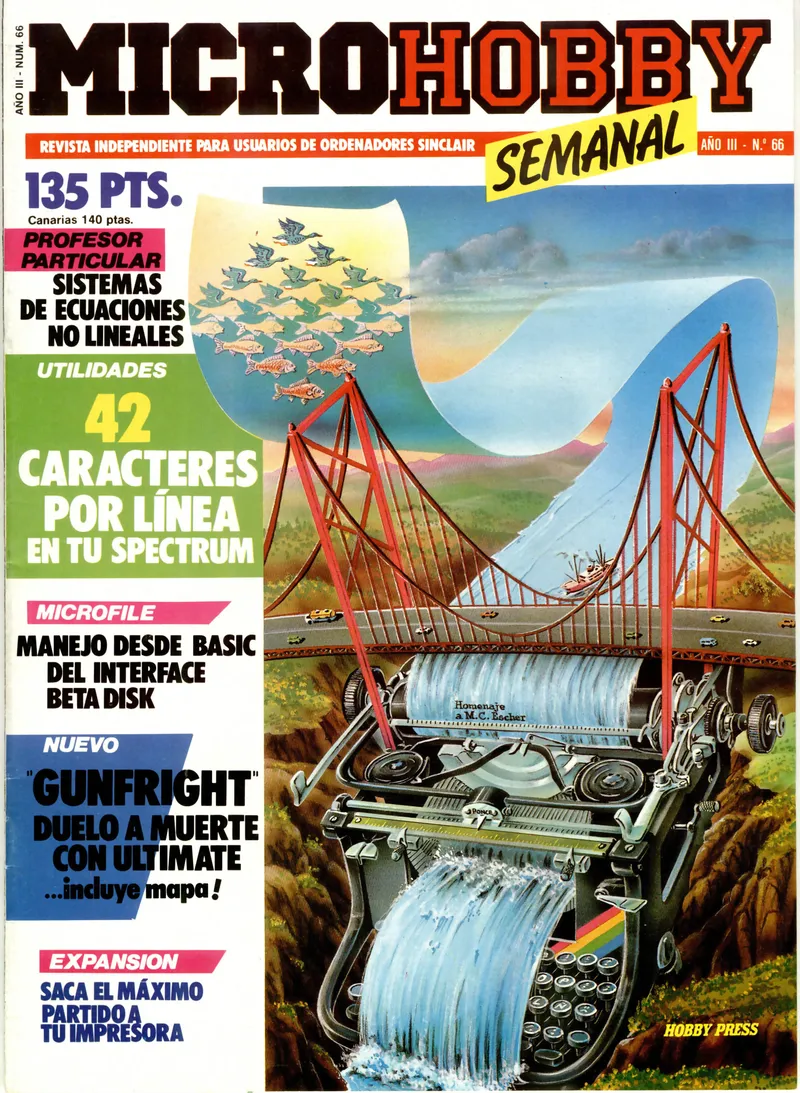 AÑO III - NUM. 66
MICROHOBBY
REVISTA INDEPENDIENTE PARA USUARIOS DE ORDENADORES SINCLAIR
SEMANAL
AÑO III - N.º 66
135 PTS.
Canarias 140 ptas.
PROFESOR
PARTICULAR
SISTEMAS
DE ECUACIONES
NO LINEALES
UTILIDADES
42
CARACTERES
POR LÍNEA
EN TU SPECTRUM
MICROFILE
MANEJO DESDE BASIC
DEL INTERFACE
BETA DISK
NUEVO
"GUNFRIGHT"
DUELO A MUERTE
CON ULTIMATE
...incluye mapa!
EXPANSION
SACA EL MÁXIMO
PARTIDO A
TU IMPRESORA
Homenaje
a M.C. Escher
PONCE
HOBBY PRESS